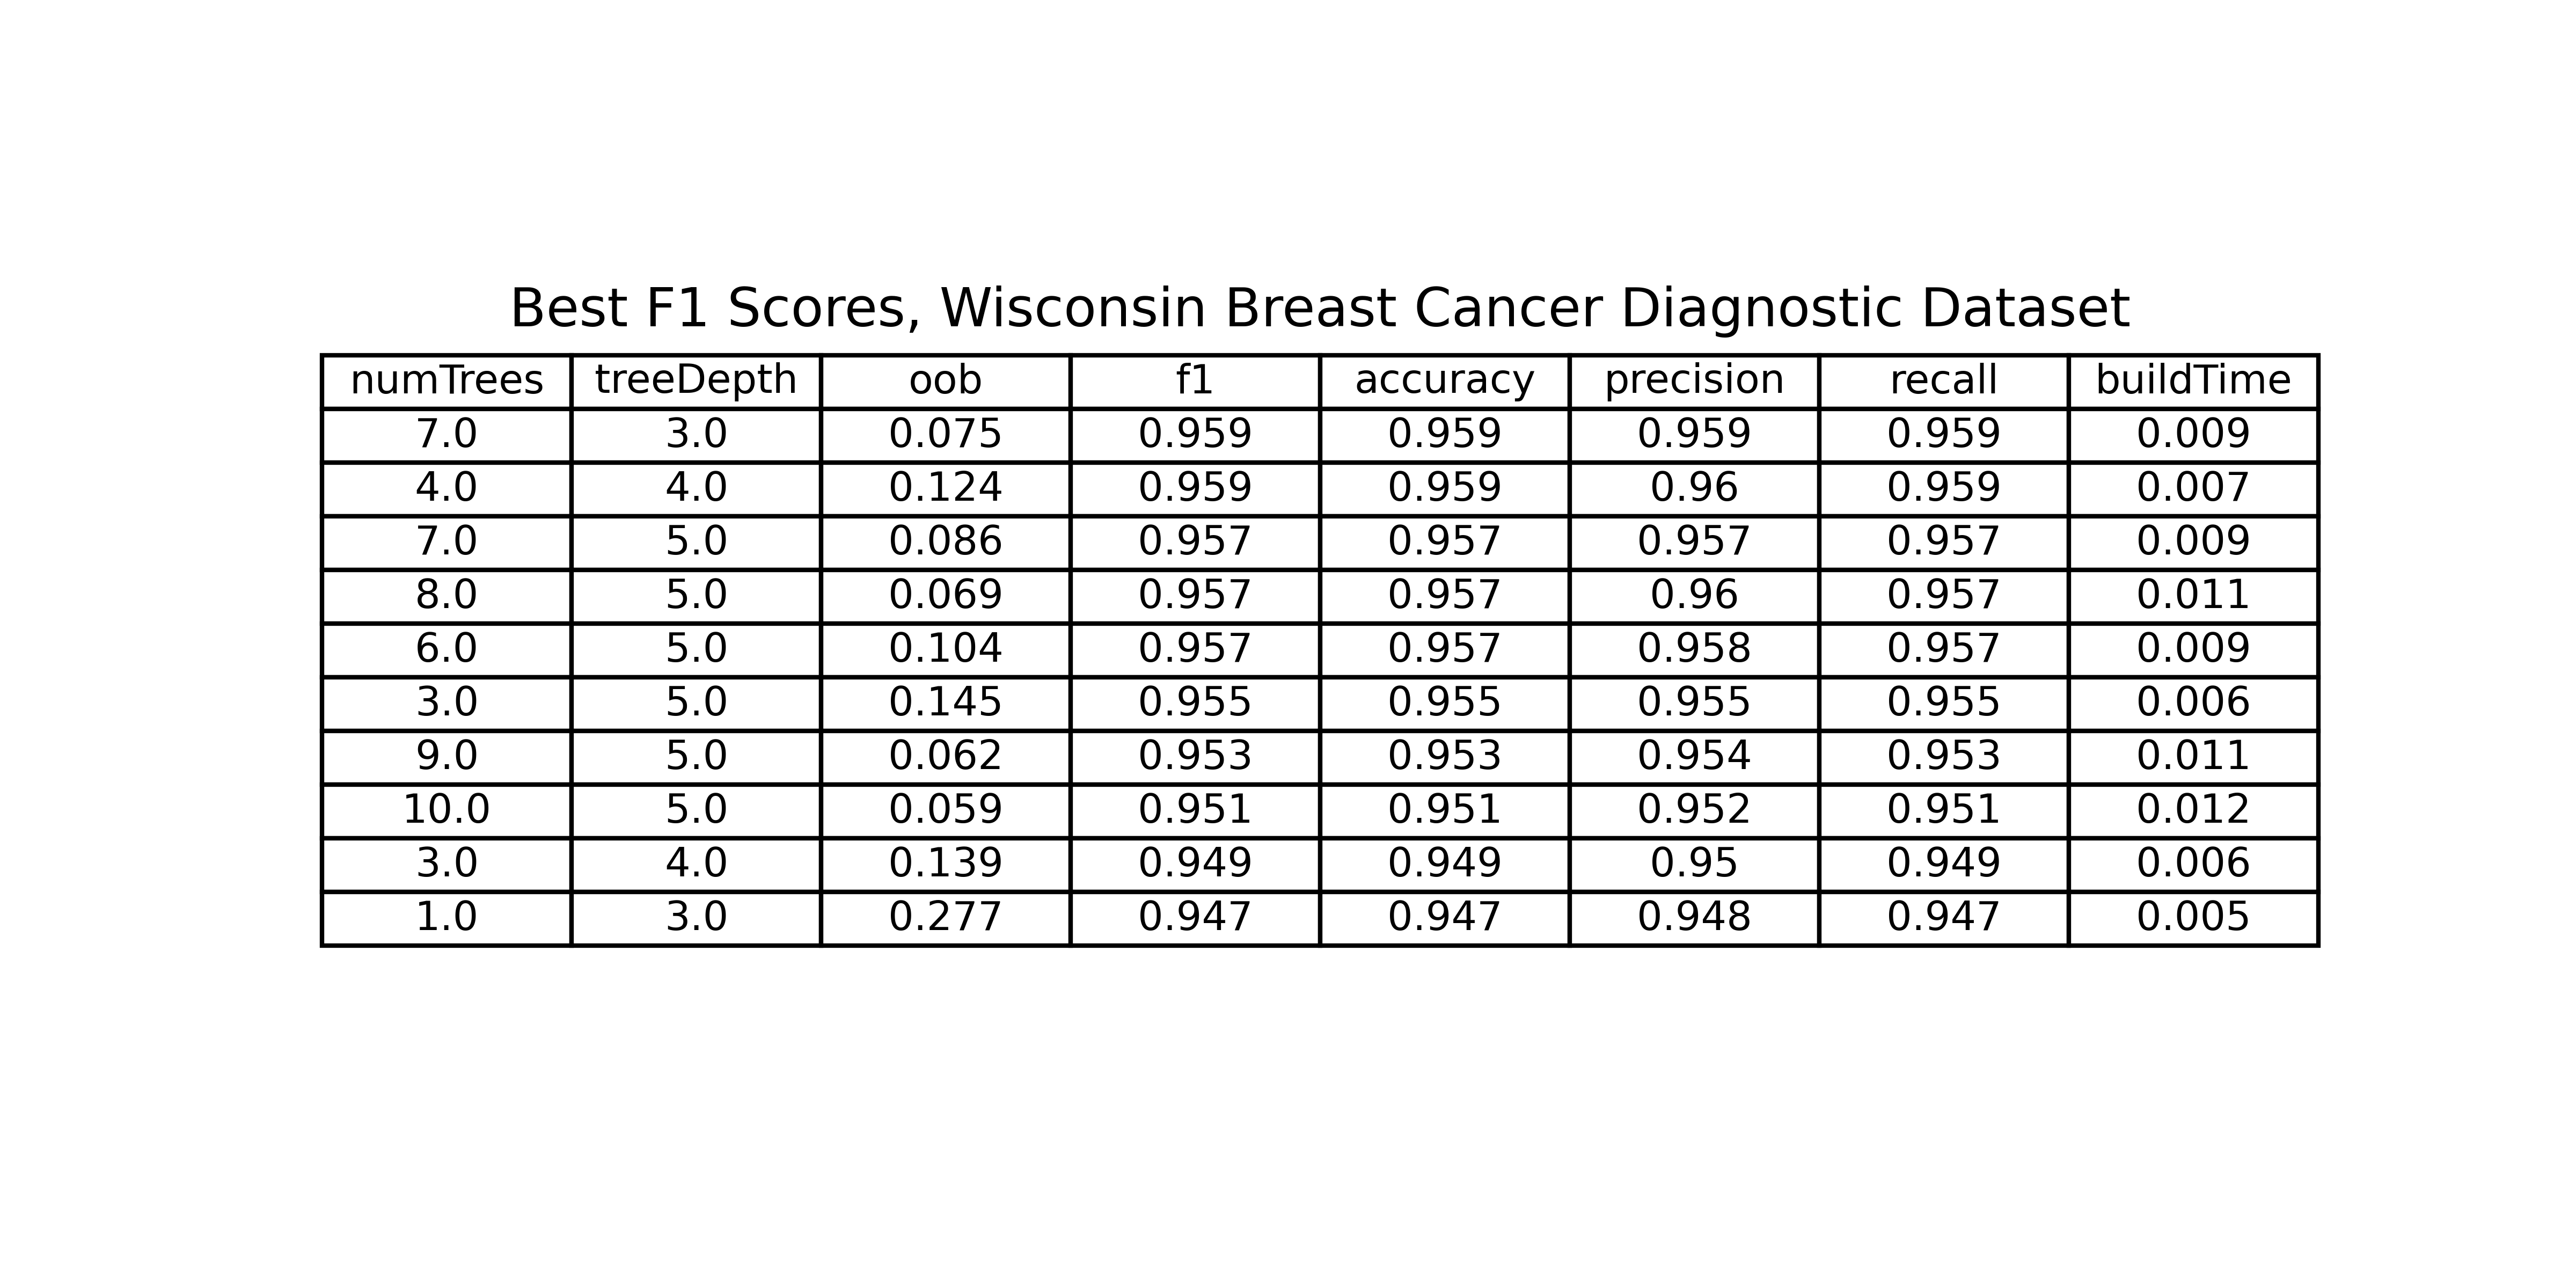 Best F1 Scores, Wisconsin Breast Cancer Diagnostic Dataset
numTrees treeDepth oob f1 accuracy precision recall buildTime
7.0 3.0 0.075 0.959 0.959 0.959 0.959 0.009
4.0 4.0 0.124 0.959 0.959 0.96 0.959 0.007
7.0 5.0 0.086 0.957 0.957 0.957 0.957 0.009
8.0 5.0 0.069 0.957 0.957 0.96 0.957 0.011
6.0 5.0 0.104 0.957 0.957 0.958 0.957 0.009
3.0 5.0 0.145 0.955 0.955 0.955 0.955 0.006
9.0 5.0 0.062 0.953 0.953 0.954 0.953 0.011
10.0 5.0 0.059 0.951 0.951 0.952 0.951 0.012
3.0 4.0 0.139 0.949 0.949 0.95 0.949 0.006
1.0 3.0 0.277 0.947 0.947 0.948 0.947 0.005